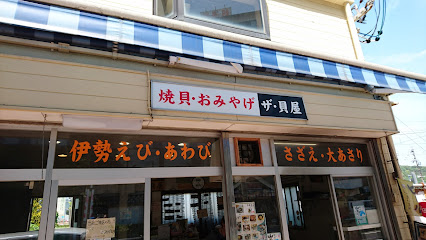 焼貝・おみやげ ザ・貝屋
伊勢えび・あわび
さざえ・大あさり